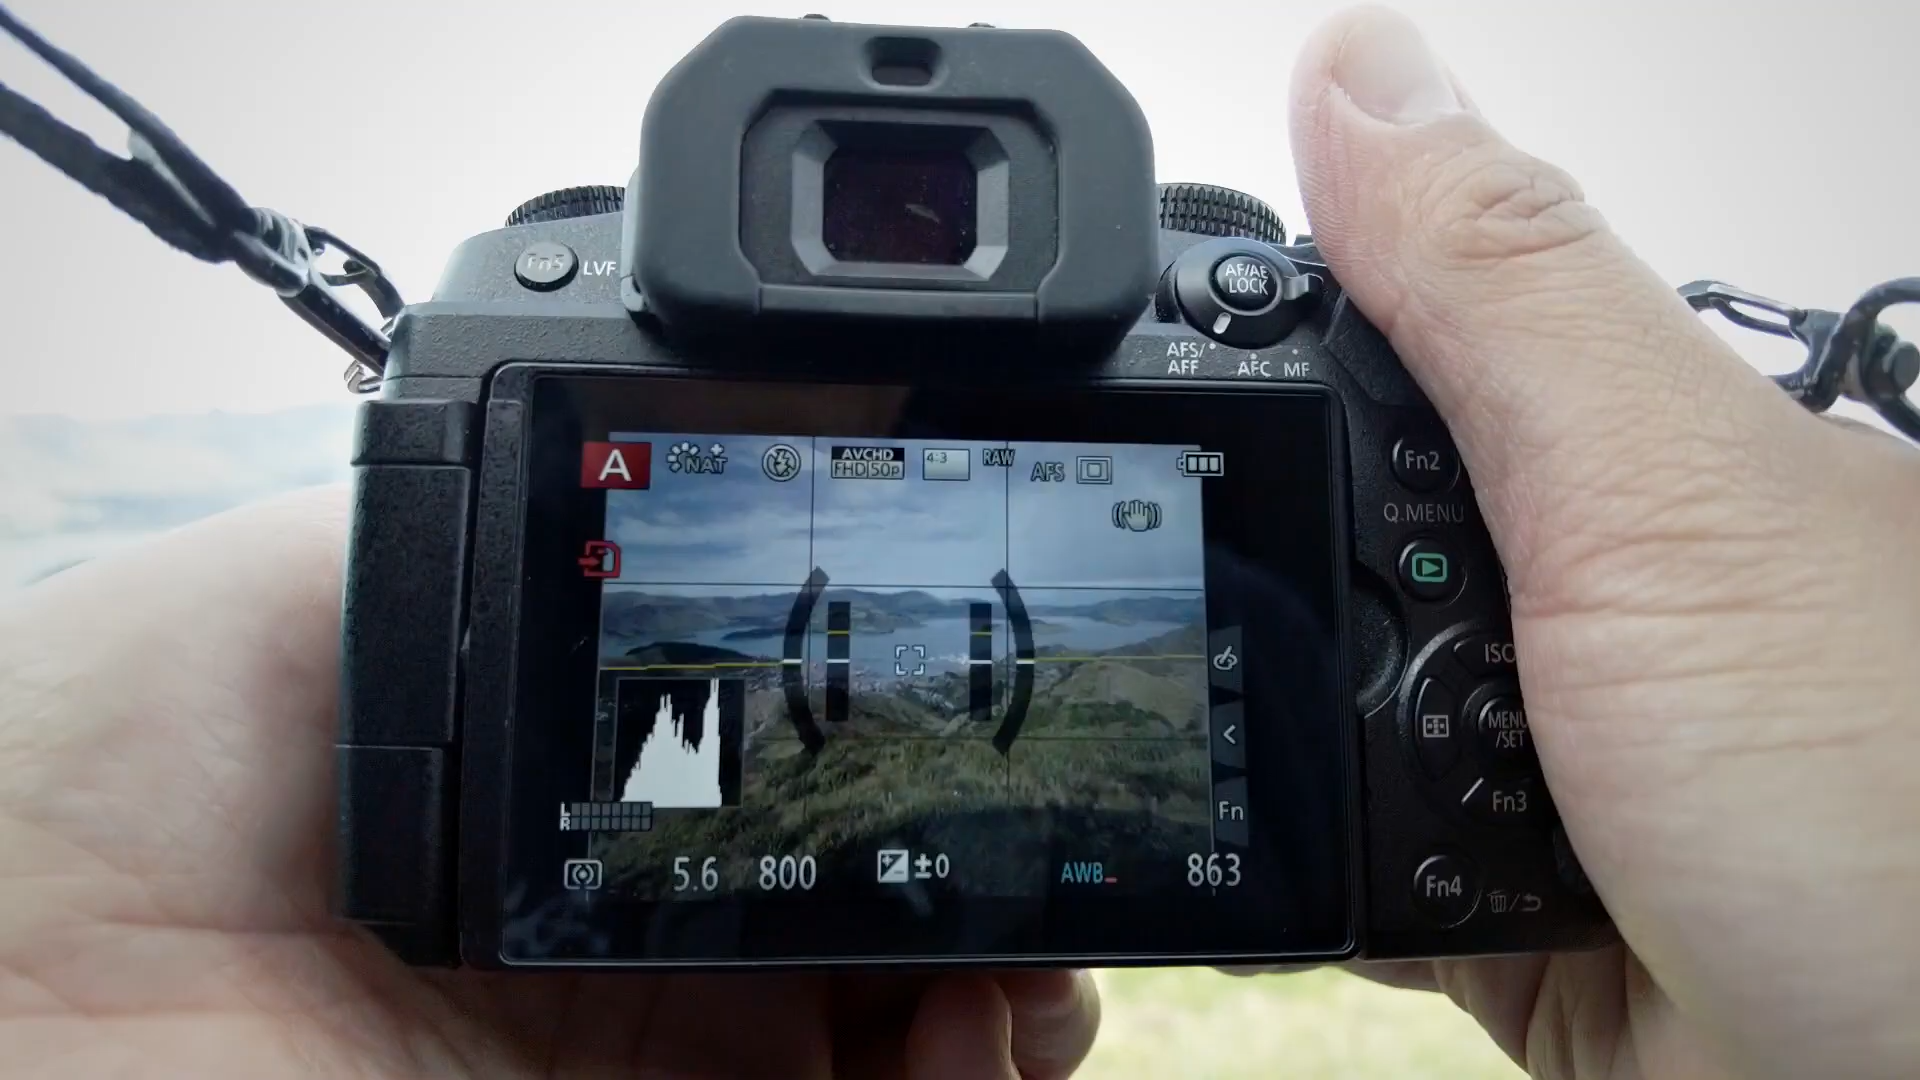 Fn5 LVF
AF/AE
LOCK
AFS/
AFF AFC MF
A NAT AVCHD
FHD 50p 4:3 RAW AFS
Fn2
Q.MENU
ISO
MENU
/SET
Fn3
L
R
Fn
5.6 800 ±0 AWB 863
Fn4